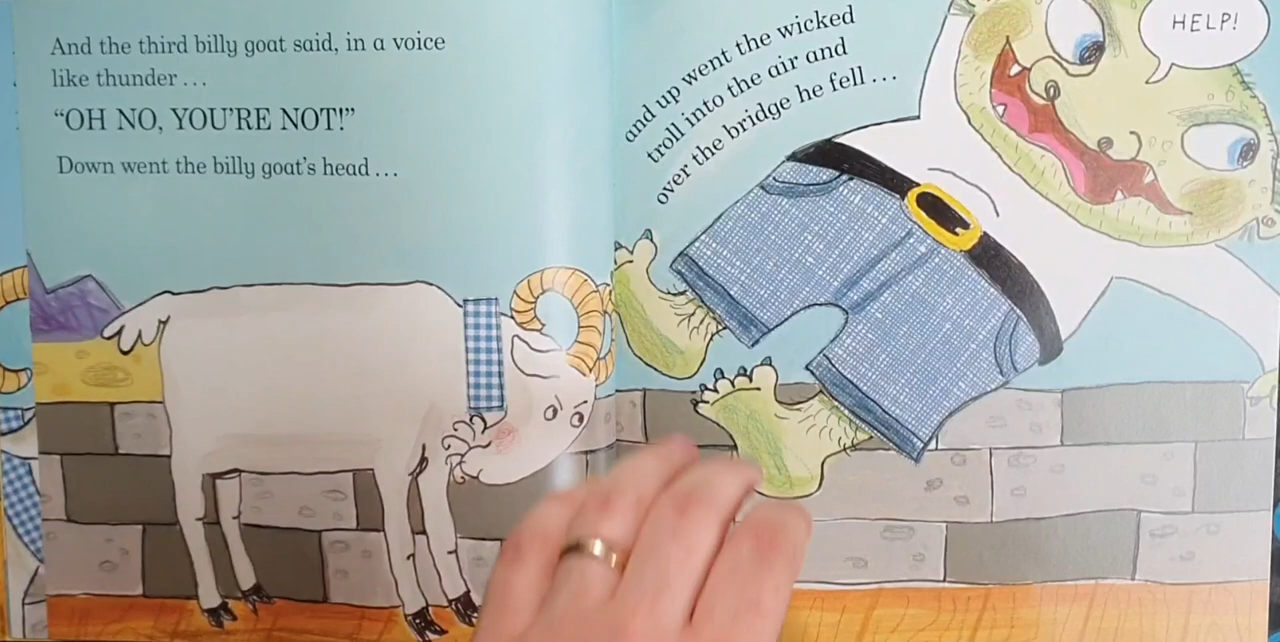 And the third billy goat said, in a voice
like thunder...
“OH NO, YOU’RE NOT!”
Down went the billy goat’s head...
and up went the wicked
troll into the air and
over the bridge he fell...
HELP!